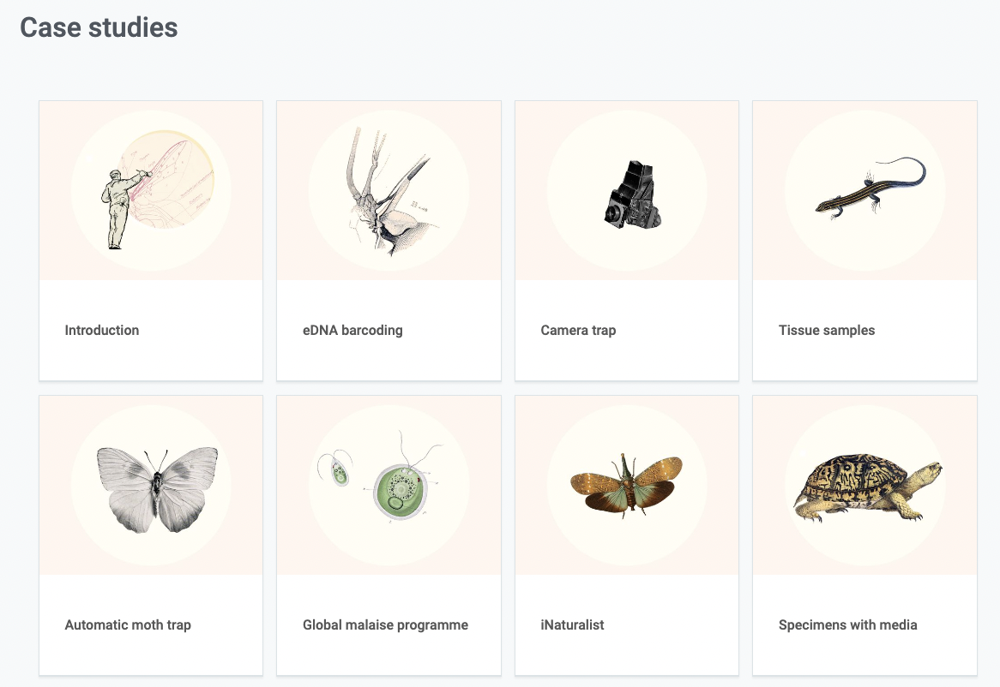 Case studies
Introduction
eDNA barcoding
Camera trap
Tissue samples
Automatic moth trap
Global malaise programme
iNaturalist
Specimens with media